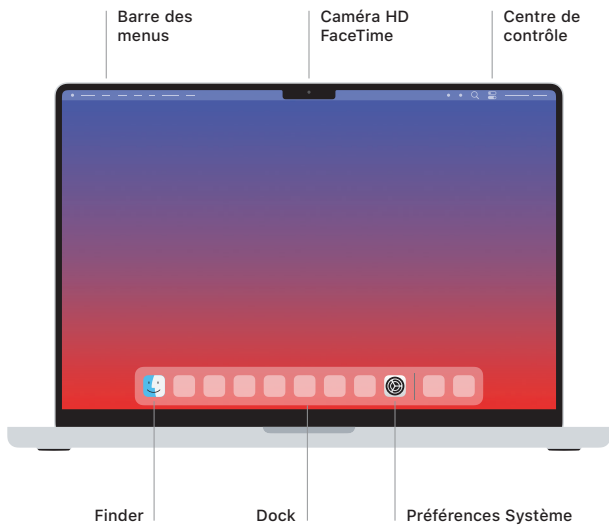 Barre des
menus
Caméra HD
FaceTime
Centre de
contrôle
Finder
Dock
Préférences Système